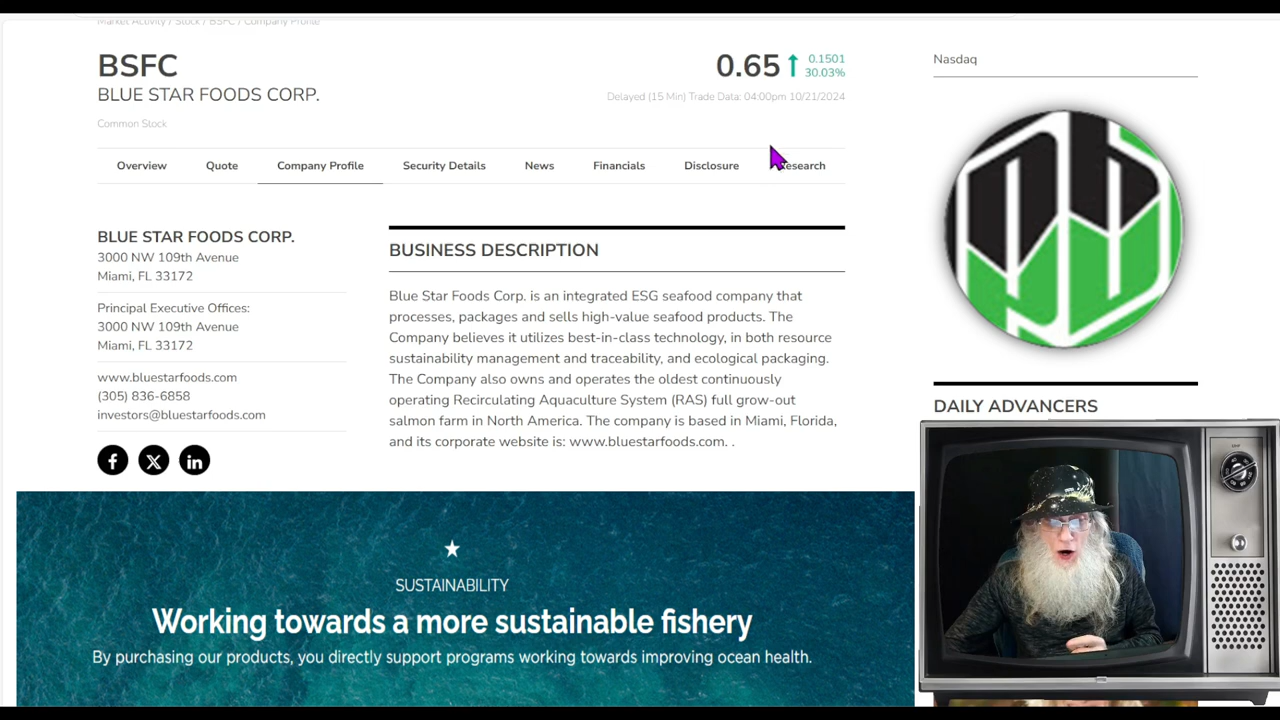 Market Activity / Stock / BSFC / Company Profile
BSFC
BLUE STAR FOODS CORP.
Common Stock
0.65
0.1501
30.03%
Delayed (15 Min) Trade Data: 04:00pm 10/21/2024
Nasdaq
Overview
Quote
Company Profile
Security Details
News
Financials
Disclosure
Research
BLUE STAR FOODS CORP.
3000 NW 109th Avenue
Miami, FL 33172
Principal Executive Offices:
3000 NW 109th Avenue
Miami, FL 33172
www.bluestarfoods.com
(305) 836-6858
investors@bluestarfoods.com
BUSINESS DESCRIPTION
Blue Star Foods Corp. is an integrated ESG seafood company that
processes, packages and sells high-value seafood products. The
Company believes it utilizes best-in-class technology, in both resource
sustainability management and traceability, and ecological packaging.
The Company also owns and operates the oldest continuously
operating Recirculating Aquaculture System (RAS) full grow-out
salmon farm in North America. The company is based in Miami, Florida,
and its corporate website is: www.bluestarfoods.com. .
DAILY ADVANCERS
SUSTAINABILITY
Working towards a more sustainable fishery
By purchasing our products, you directly support programs working towards improving ocean health.